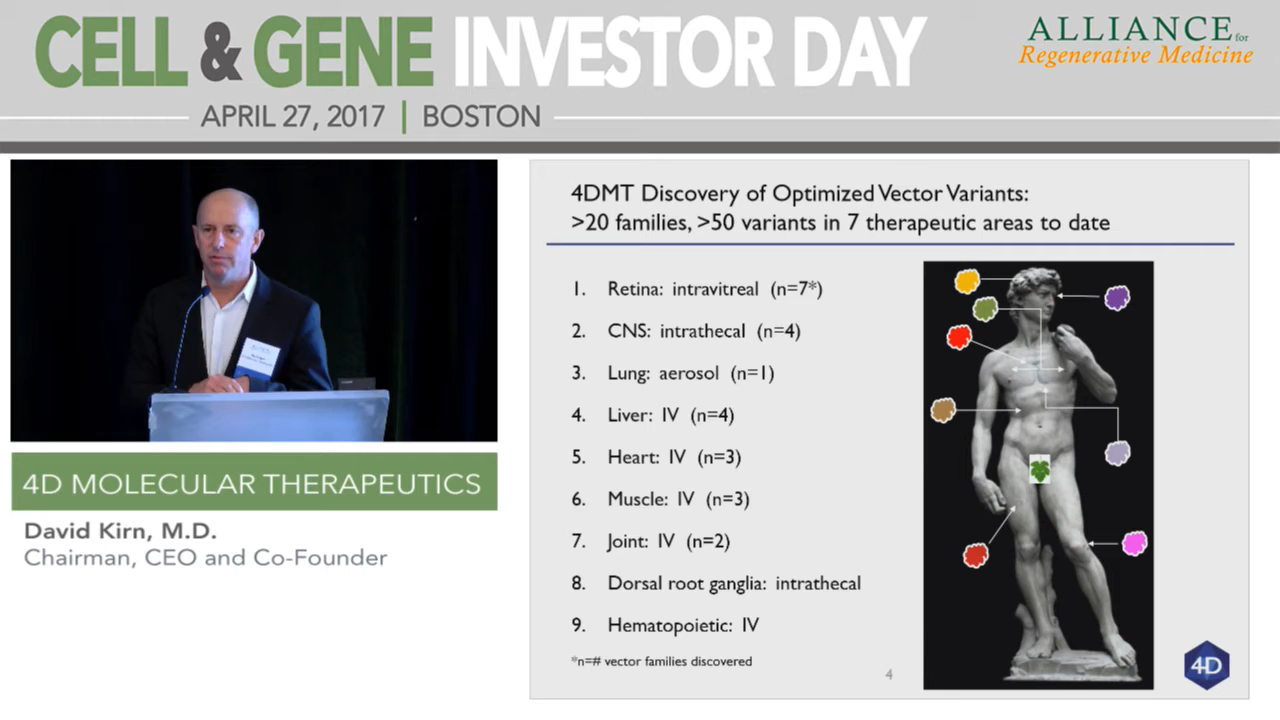 CELL & GENE INVESTOR DAY
APRIL 27, 2017 | BOSTON
ALLIANCE for
Regenerative Medicine
4D MOLECULAR THERAPEUTICS
David Kirn, M.D.
Chairman, CEO and Co-Founder
4DMT Discovery of Optimized Vector Variants:
>20 families, >50 variants in 7 therapeutic areas to date
1. Retina: intravitreal (n=7*)
2. CNS: intrathecal (n=4)
3. Lung: aerosol (n=1)
4. Liver: IV (n=4)
5. Heart: IV (n=3)
6. Muscle: IV (n=3)
7. Joint: IV (n=2)
8. Dorsal root ganglia: intrathecal
9. Hematopoietic: IV
*n=# vector families discovered
4
4D